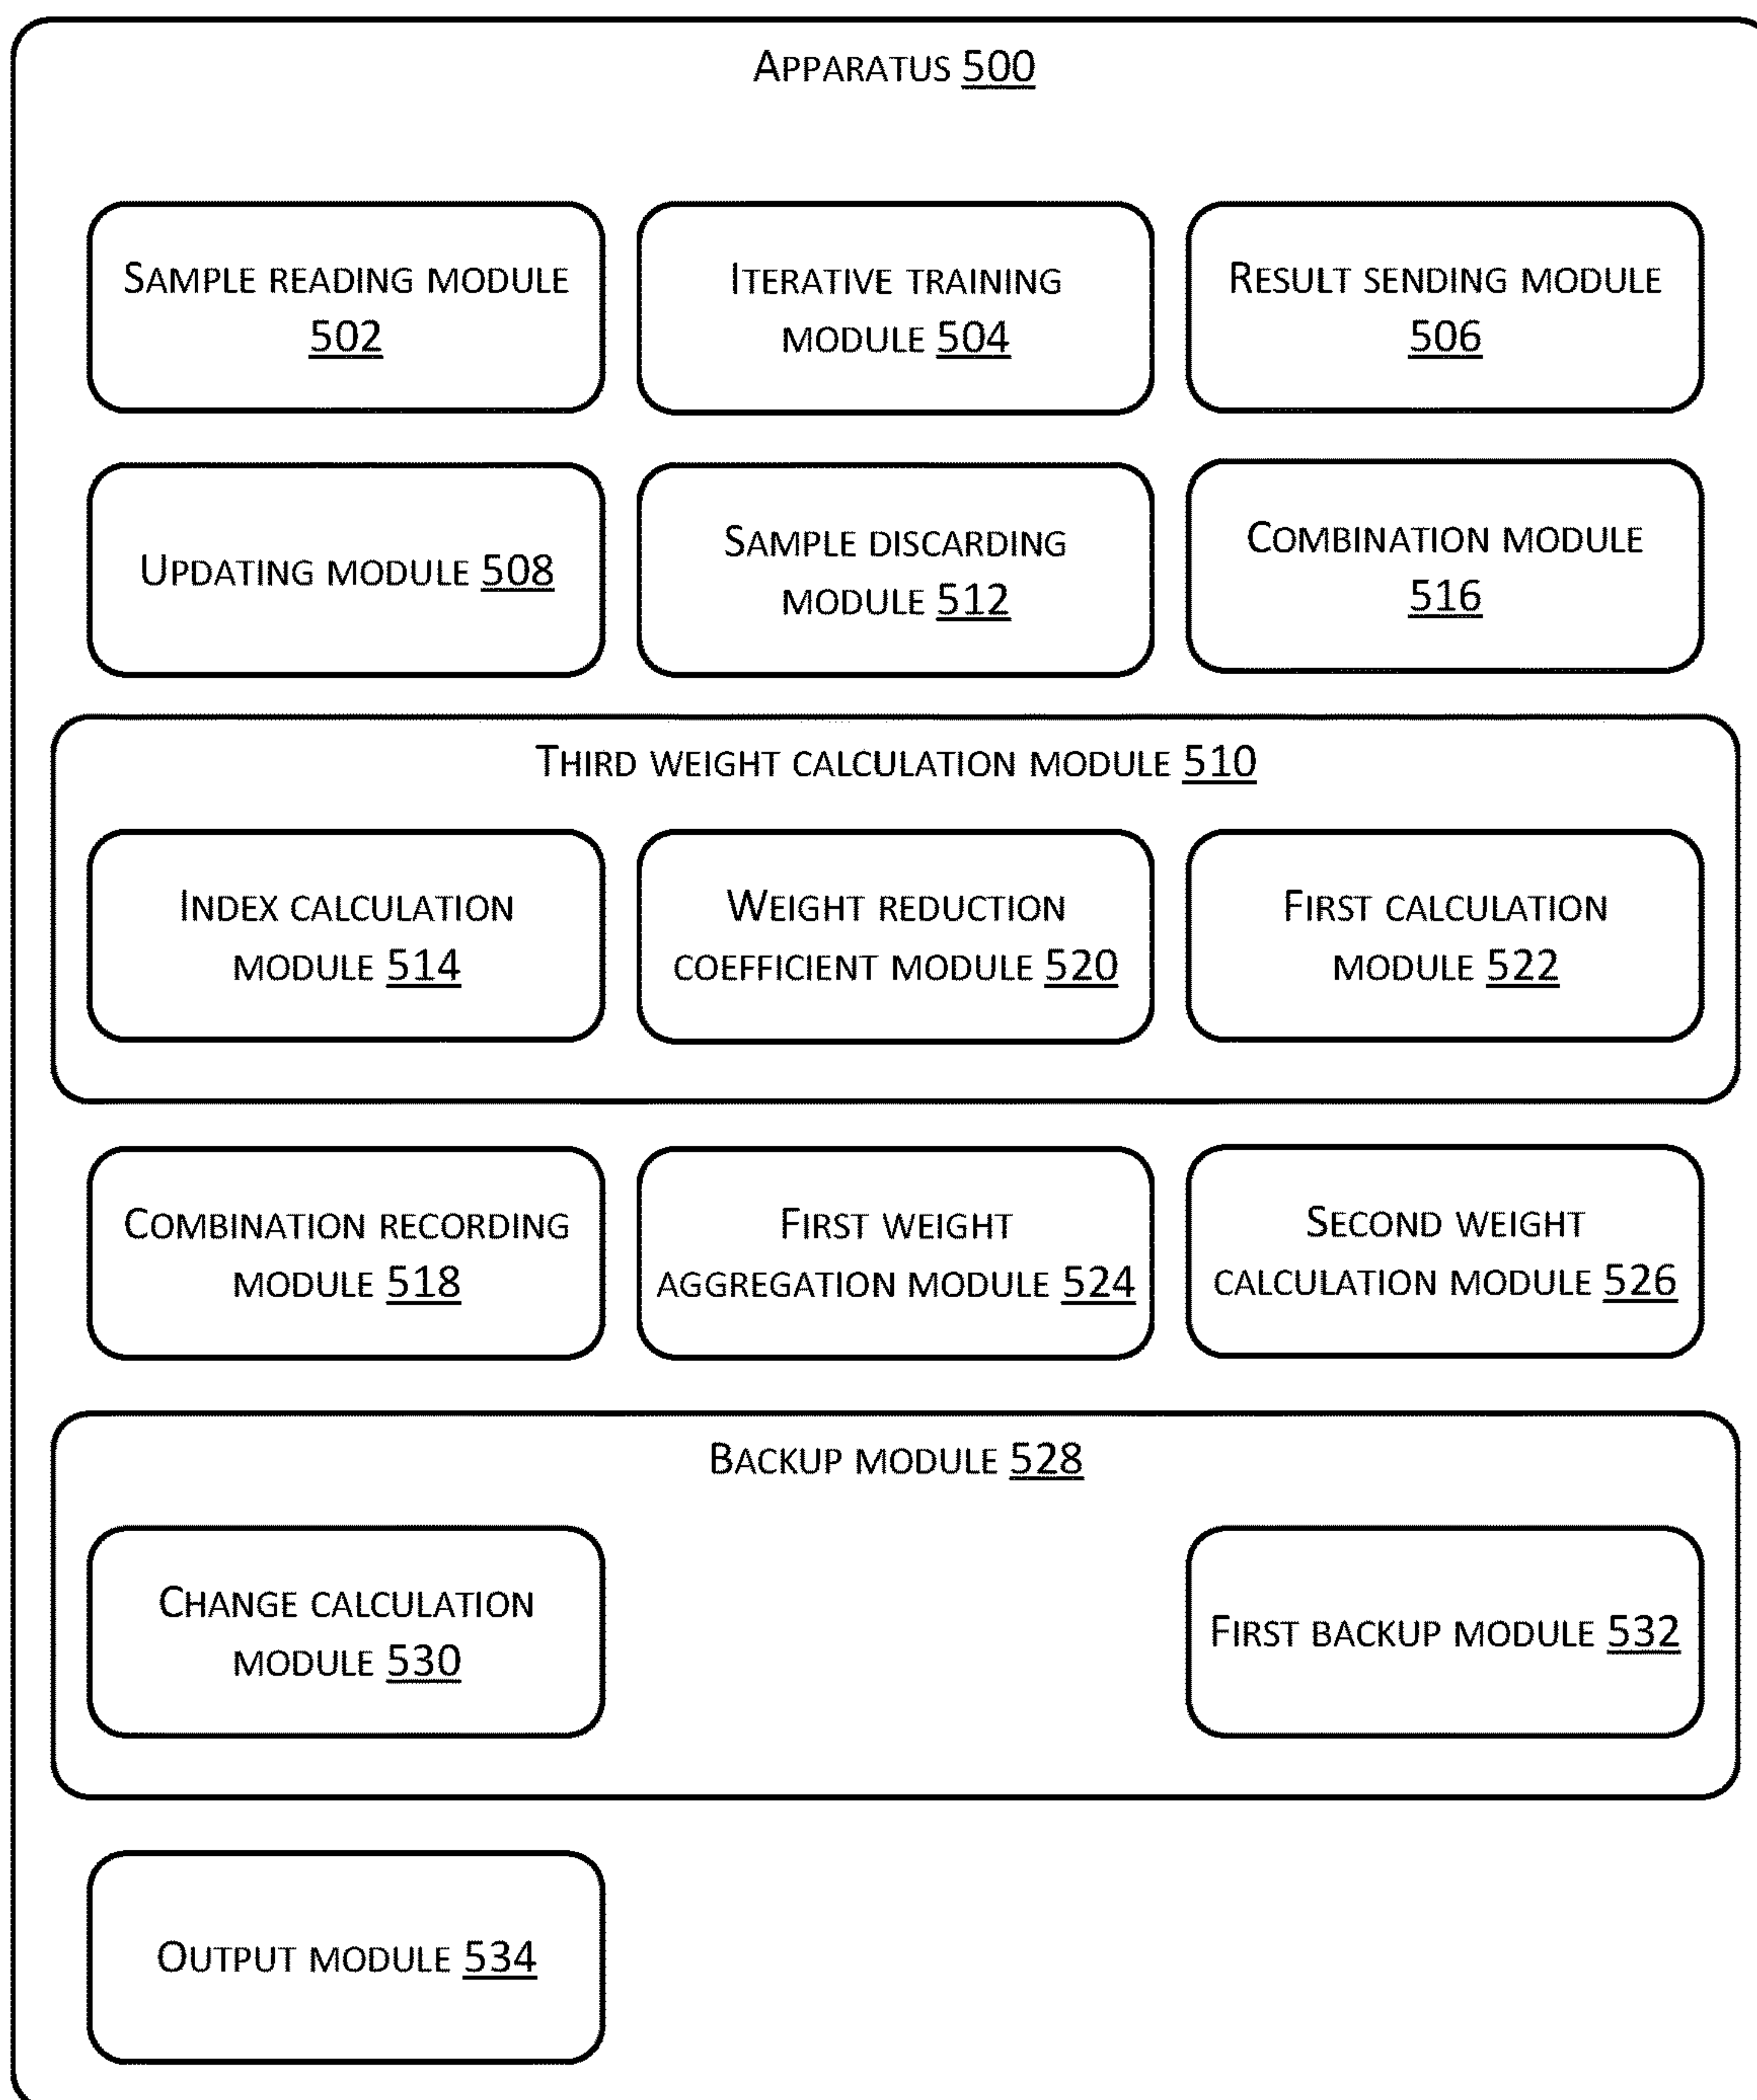 APPARATUS 500
SAMPLE READING MODULE
502
ITERATIVE TRAINING
MODULE 504
RESULT SENDING MODULE
506
UPDATING MODULE 508
SAMPLE DISCARDING
MODULE 512
COMBINATION MODULE
516
THIRD WEIGHT CALCULATION MODULE 510
INDEX CALCULATION
MODULE 514
WEIGHT REDUCTION
COEFFICIENT MODULE 520
FIRST CALCULATION
MODULE 522
COMBINATION RECORDING
MODULE 518
FIRST WEIGHT
AGGREGATION MODULE 524
SECOND WEIGHT
CALCULATION MODULE 526
BACKUP MODULE 528
CHANGE CALCULATION
MODULE 530
FIRST BACKUP MODULE 532
OUTPUT MODULE 534